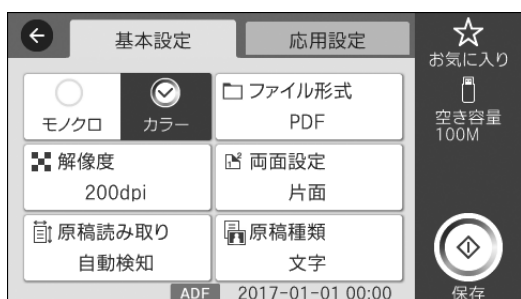 基本設定
応用設定
お気に入り
モノクロ
カラー
ファイル形式
PDF
空き容量
100M
解像度
200dpi
両面設定
片面
原稿読み取り
自動検知
原稿種類
文字
ADF
2017-01-01 00:00
保存